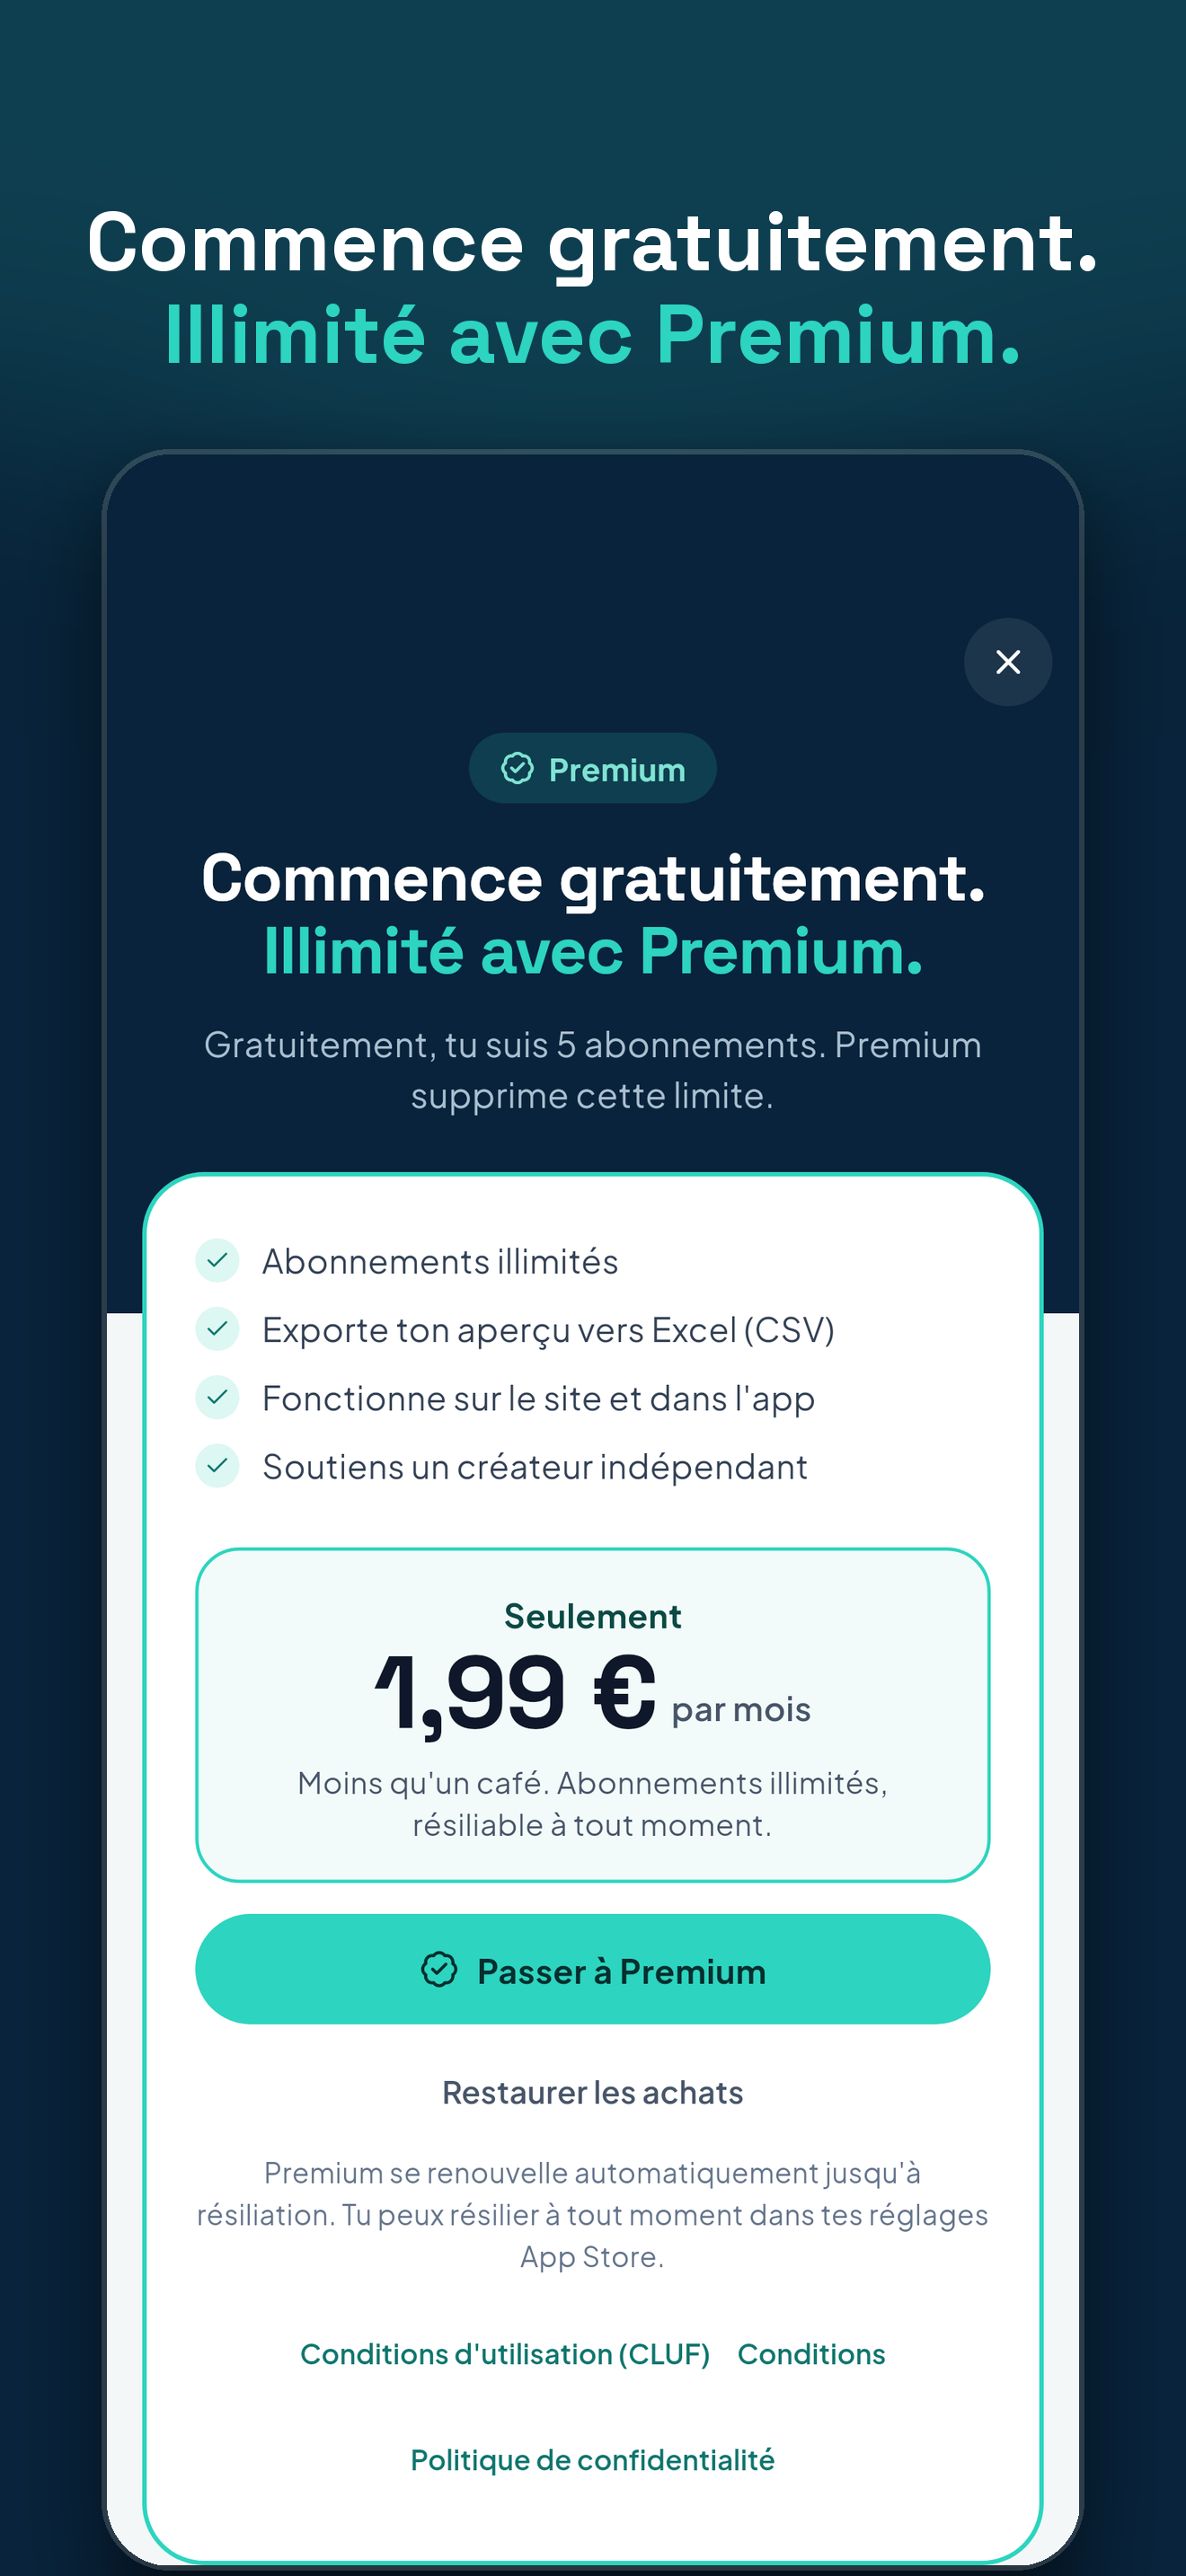 Commence gratuitement.
Illimité avec Premium.
Premium
Commence gratuitement.
Illimité avec Premium.
Gratuitement, tu suis 5 abonnements. Premium
supprime cette limite.
Abonnements illimités
Exporte ton aperçu vers Excel (CSV)
Fonctionne sur le site et dans l'app
Soutiens un créateur indépendant
Seulement
1,99 € par mois
Moins qu'un café. Abonnements illimités,
résiliable à tout moment.
Passer à Premium
Restaurer les achats
Premium se renouvelle automatiquement jusqu'à
résiliation. Tu peux résilier à tout moment dans tes réglages
App Store.
Conditions d'utilisation (CLUF) Conditions
Politique de confidentialité